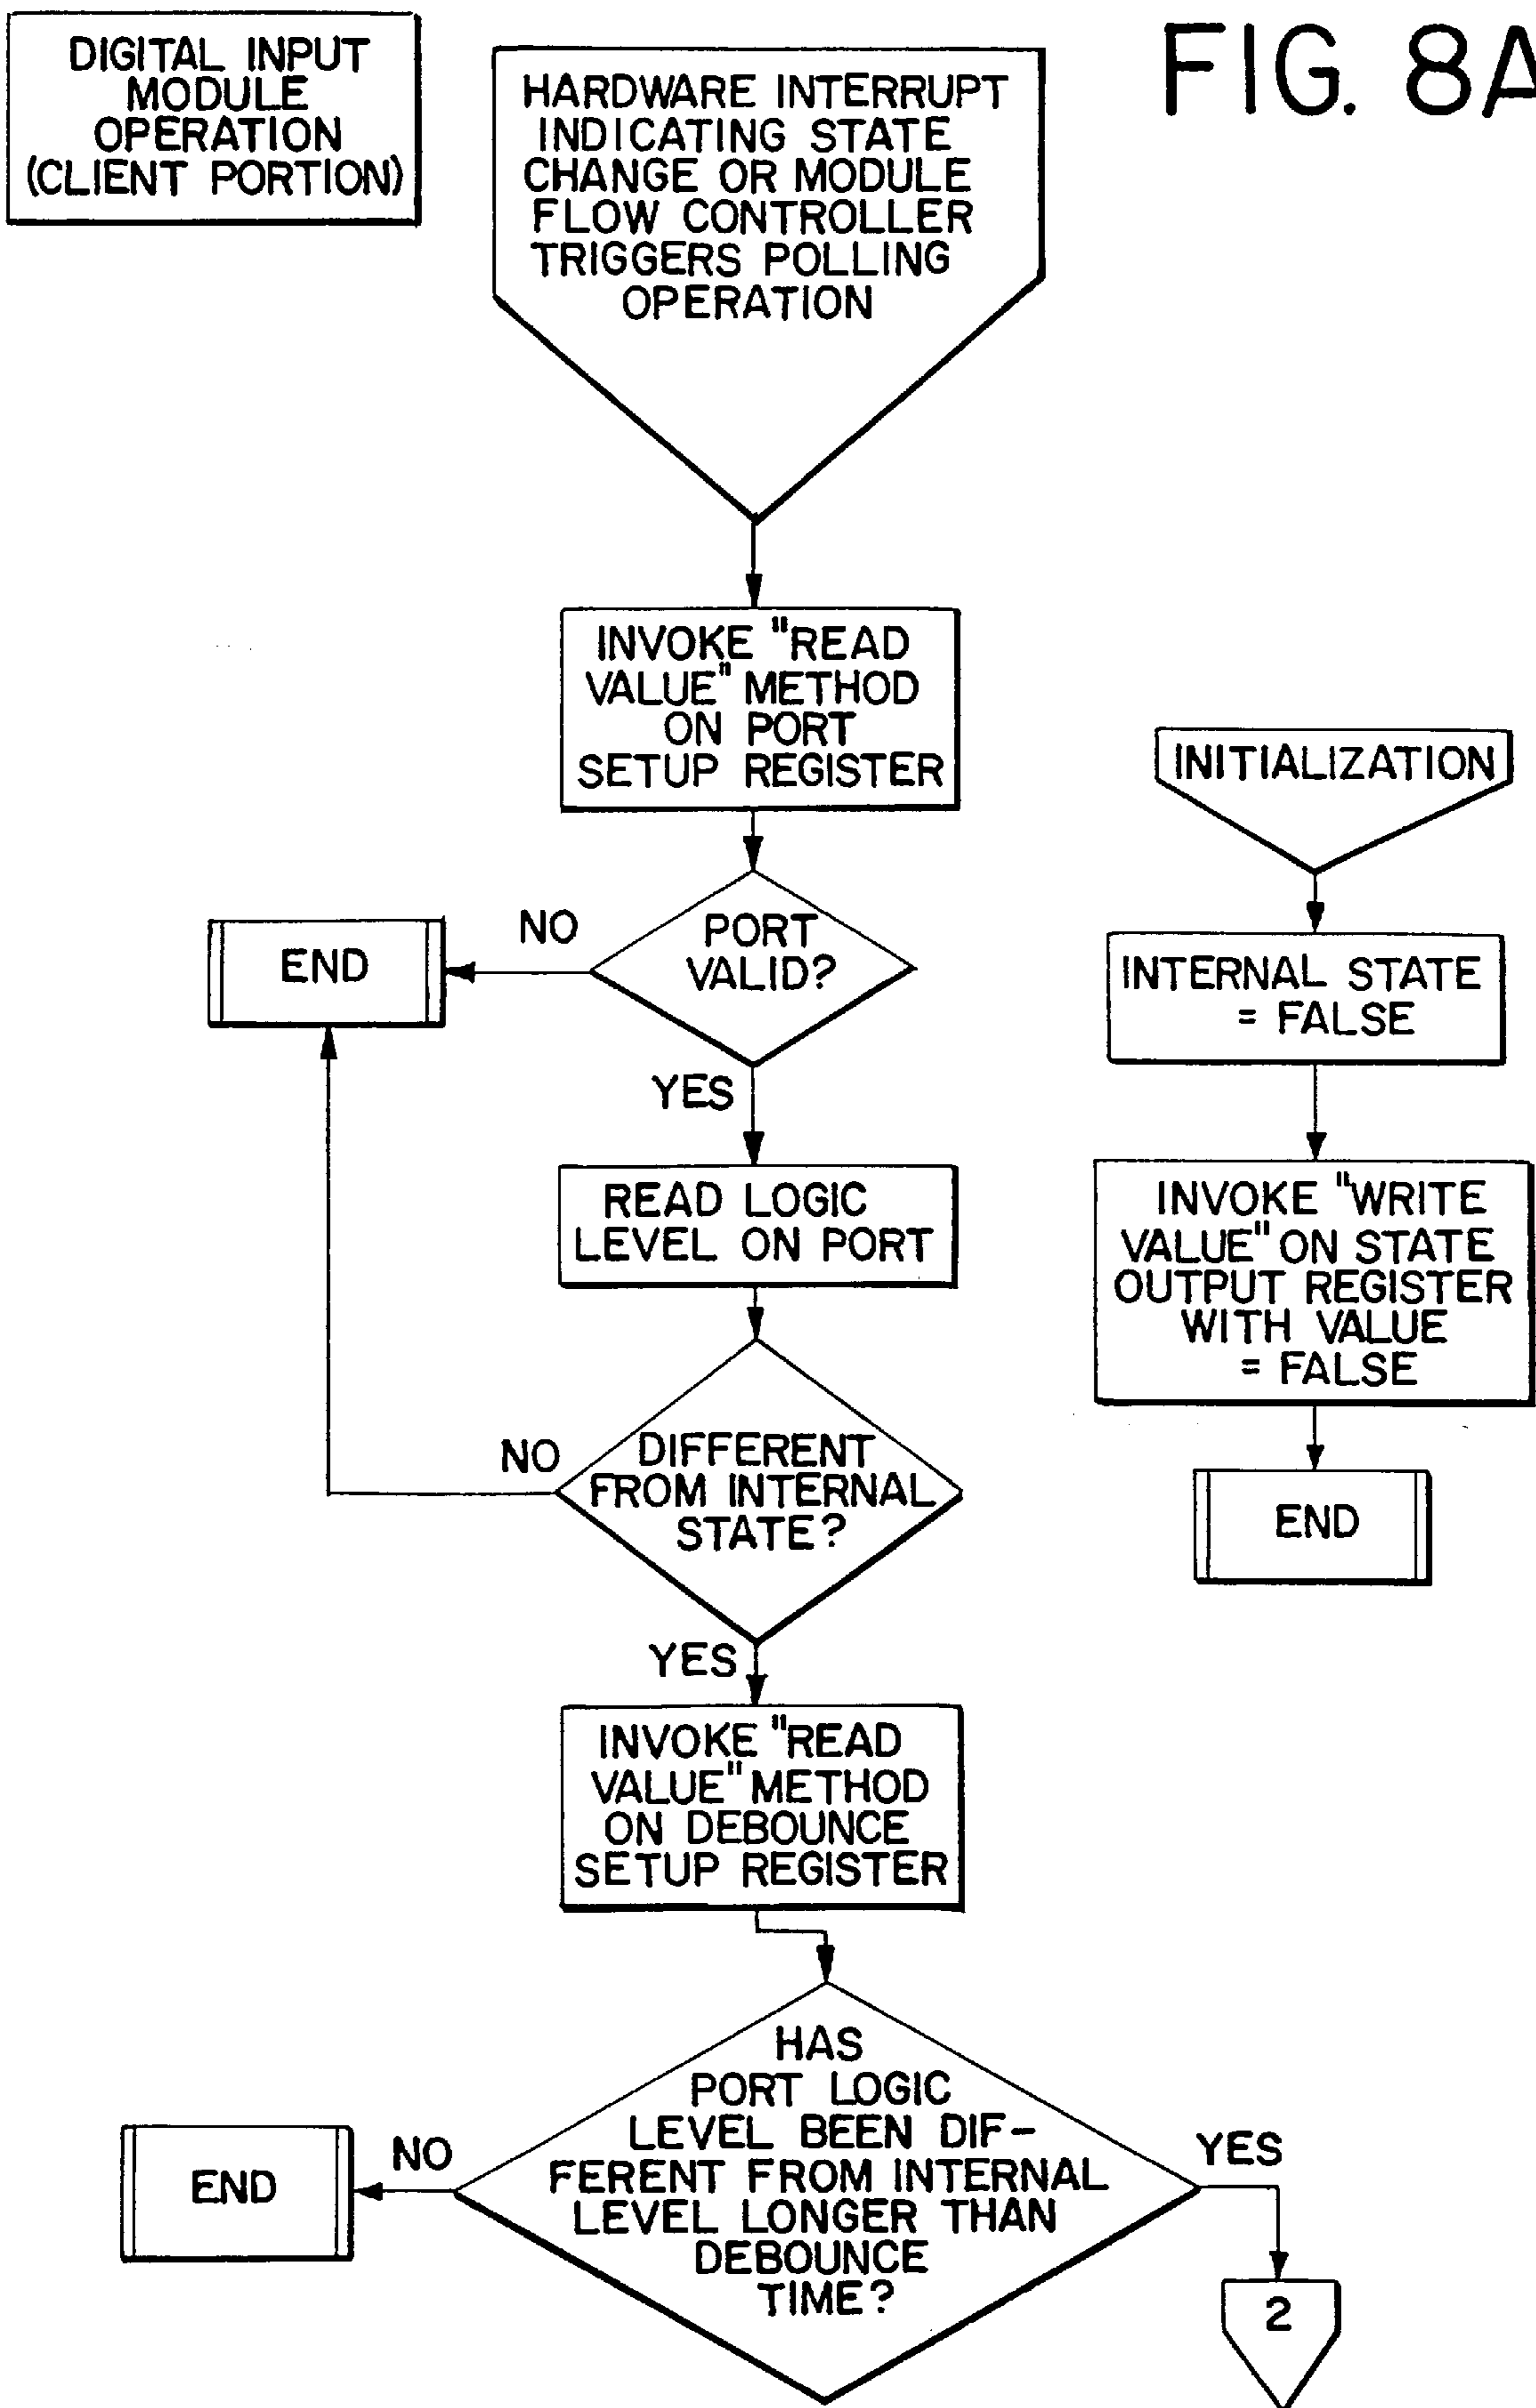 DIGITAL INPUT
MODULE
OPERATION
(CLIENT PORTION)
FIG. 8A
HARDWARE INTERRUPT
INDICATING STATE
CHANGE OR MODULE
FLOW CONTROLLER
TRIGGERS POLLING
OPERATION
INVOKE "READ
VALUE" METHOD
ON PORT
SETUP REGISTER
PORT
VALID?
NO
END
YES
READ LOGIC
LEVEL ON PORT
DIFFERENT
FROM INTERNAL
STATE?
NO
YES
INVOKE "READ
VALUE" METHOD
ON DEBOUNCE
SETUP REGISTER
HAS
PORT LOGIC
LEVEL BEEN DIF-
FERENT FROM INTERNAL
LEVEL LONGER THAN
DEBOUNCE
TIME?
NO
END
YES
2
INITIALIZATION
INTERNAL STATE
= FALSE
INVOKE "WRITE
VALUE" ON STATE
OUTPUT REGISTER
WITH VALUE
= FALSE
END